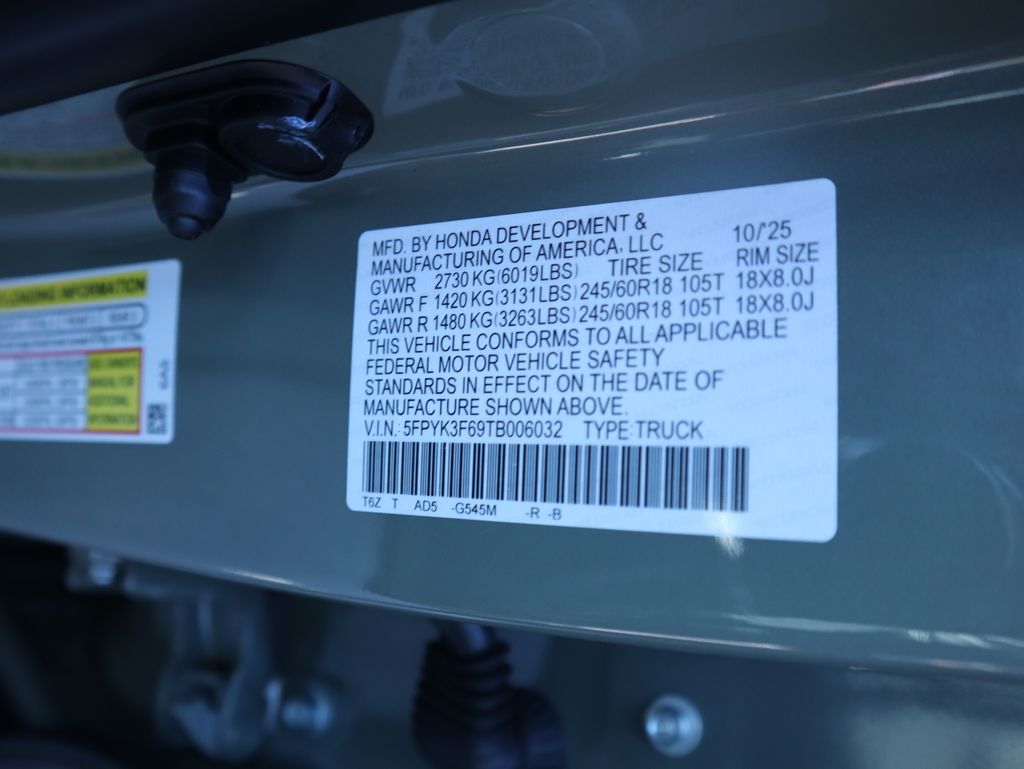 LOADING INFORMATION
MFD. BY HONDA DEVELOPMENT &
MANUFACTURING OF AMERICA, LLC 10/'25
GVWR 2730 KG(6019LBS) TIRE SIZE RIM SIZE
GAWR F 1420 KG(3131LBS) 245/60R18 105T 18X8.0J
GAWR R 1480 KG(3263LBS) 245/60R18 105T 18X8.0J
THIS VEHICLE CONFORMS TO ALL APPLICABLE
FEDERAL MOTOR VEHICLE SAFETY
STANDARDS IN EFFECT ON THE DATE OF
MANUFACTURE SHOWN ABOVE.
V.I.N.: 5FPYK3F69TB006032 TYPE:TRUCK
T6Z T AD5 -G545M -R -B